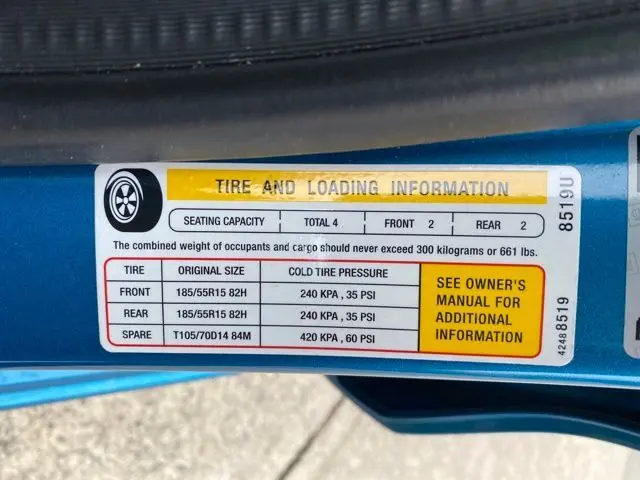 TIRE AND LOADING INFORMATION
SEATING CAPACITY TOTAL 4 FRONT 2 REAR 2
The combined weight of occupants and cargo should never exceed 300 kilograms or 661 lbs.
TIRE ORIGINAL SIZE COLD TIRE PRESSURE
FRONT 185/55R15 82H 240 KPA , 35 PSI
REAR 185/55R15 82H 240 KPA , 35 PSI
SPARE T105/70D14 84M 420 KPA , 60 PSI
SEE OWNER'S
MANUAL FOR
ADDITIONAL
INFORMATION
8519U
42488519